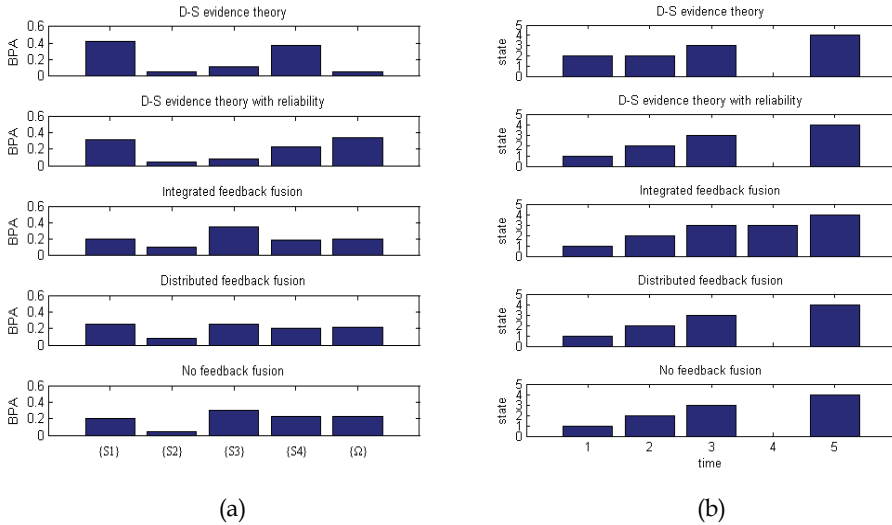 D-S evidence theory
BPA
0.6
0.4
0.2
0
D-S evidence theory with reliability
BPA
0.6
0.4
0.2
0
Integrated feedback fusion
BPA
0.6
0.4
0.2
0
Distributed feedback fusion
BPA
0.6
0.4
0.2
0
No feedback fusion
BPA
0.6
0.4
0.2
0
{S1} {S2} {S3} {S4} {Ω}
(a)
D-S evidence theory
state
5
4
3
2
1
0
D-S evidence theory with reliability
state
5
4
3
2
1
0
Integrated feedback fusion
state
5
4
3
2
1
0
Distributed feedback fusion
state
5
4
3
2
1
0
No feedback fusion
state
5
4
3
2
1
0
1 2 3 4 5
time
(b)